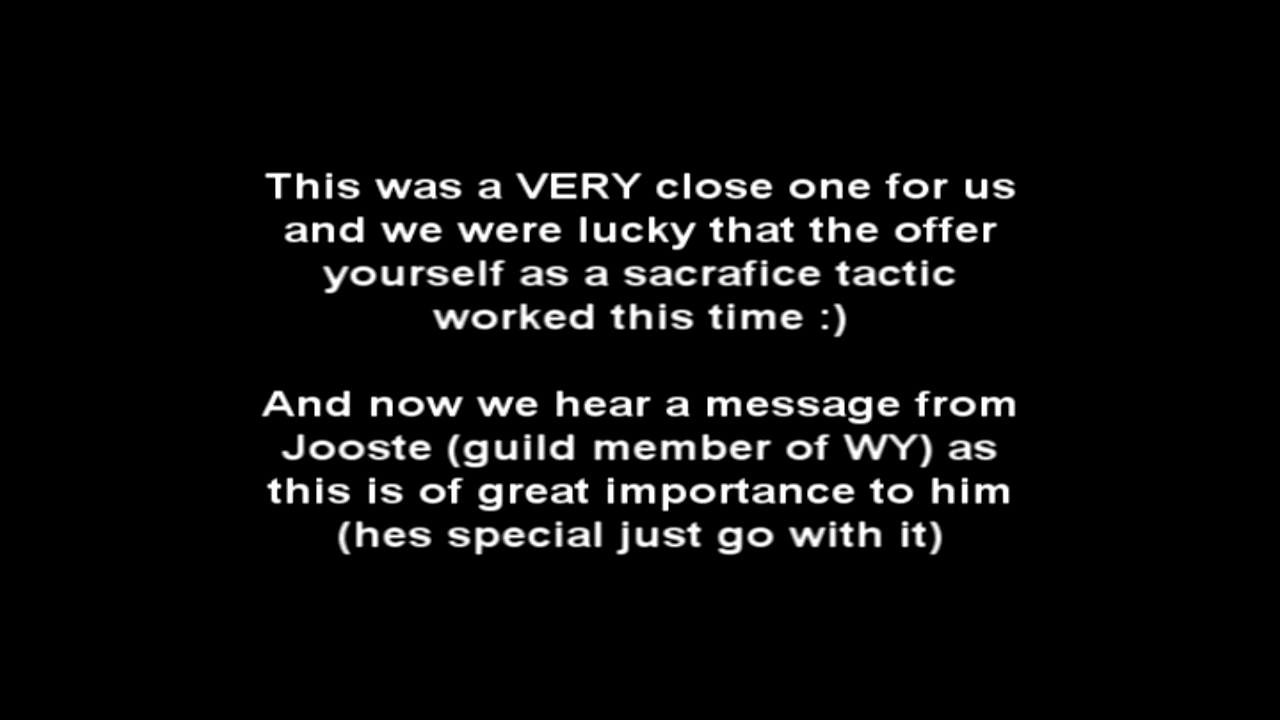 This was a VERY close one for us
and we were lucky that the offer
yourself as a sacrafice tactic
worked this time :)
And now we hear a message from
Jooste (guild member of WY) as
this is of great importance to him
(hes special just go with it)